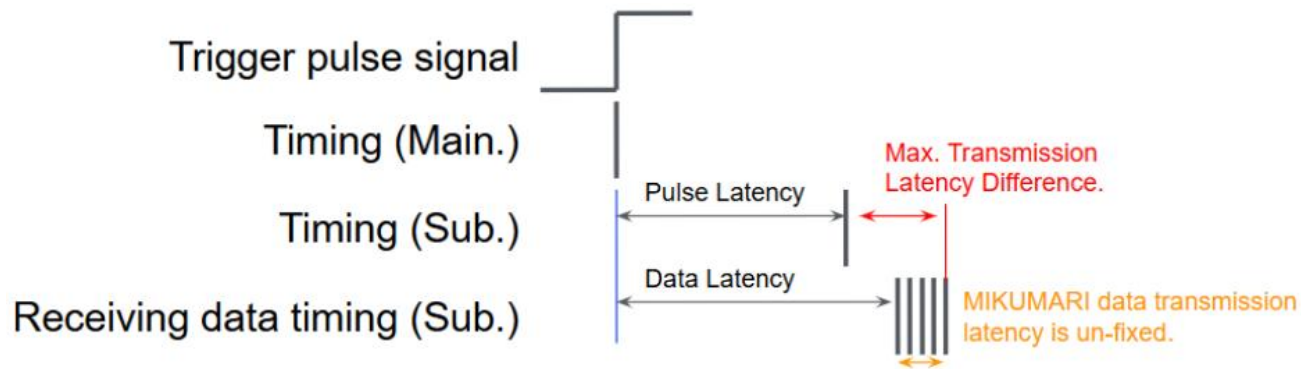 Trigger pulse signal
Timing (Main.)
Max. Transmission
Latency Difference.
Pulse Latency
Timing (Sub.)
Data Latency
Receiving data timing (Sub.)
MIKUMARI data transmission
latency is un-fixed.